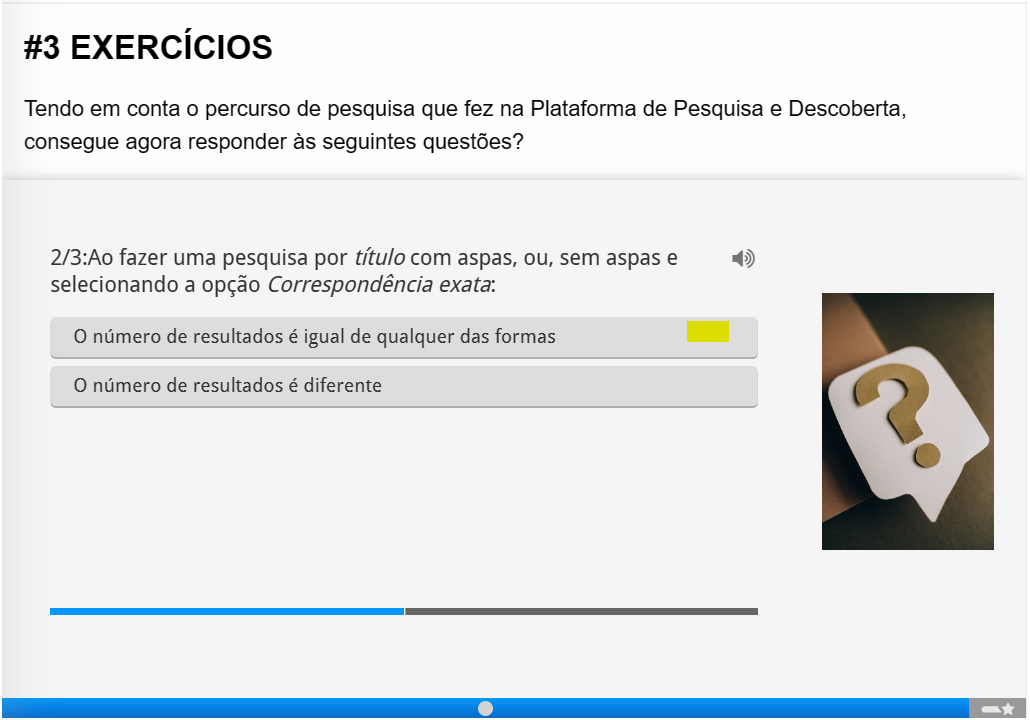 #3 EXERCÍCIOS
Tendo em conta o percurso de pesquisa que fez na Plataforma de Pesquisa e Descoberta,
consegue agora responder às seguintes questões?
2/3:Ao fazer uma pesquisa por título com aspas, ou, sem aspas e
selecionando a opção Correspondência exata:
O número de resultados é igual de qualquer das formas
O número de resultados é diferente
?